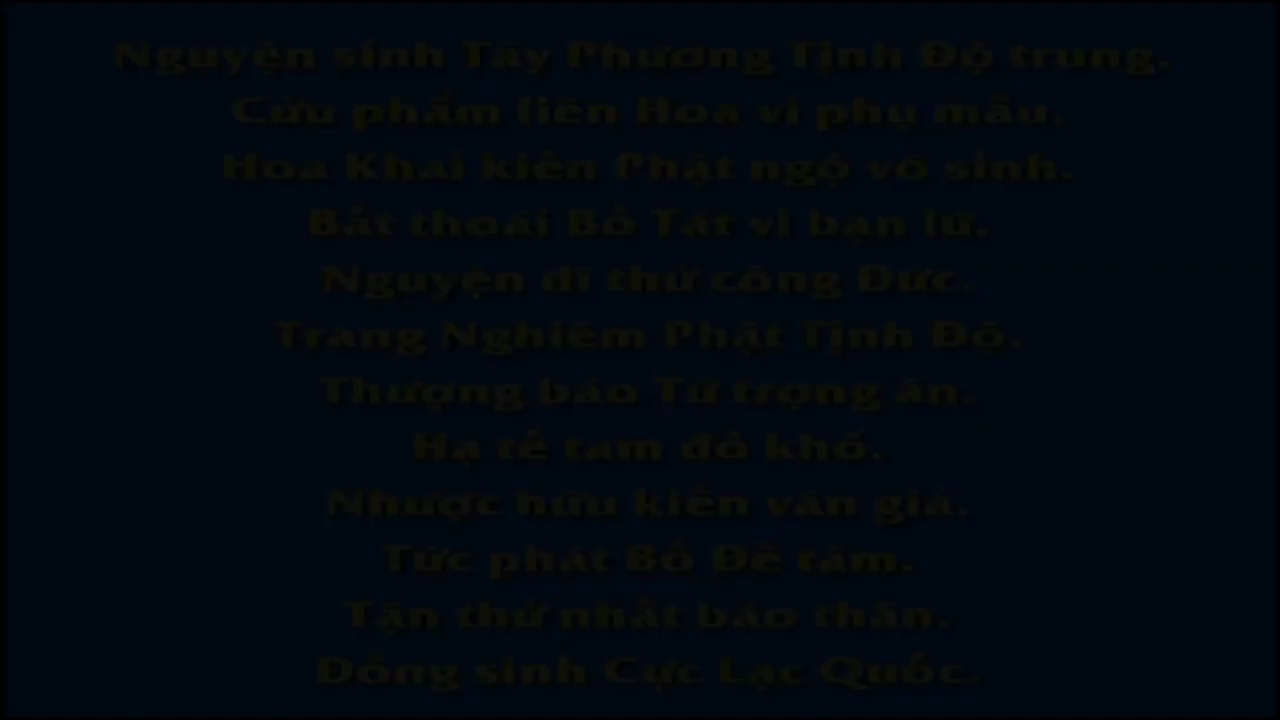 Nguyện sinh Tây Phương Tịnh Độ trung.
Cửu phẩm liên Hoa vi phụ mẫu.
Hoa Khai kiến Phật ngộ vô sinh.
Bất thoái Bồ Tát vi bạn lữ.
Nguyện dĩ thử công Đức.
Trang Nghiêm Phật Tịnh Độ.
Thượng báo Tứ trọng ân.
Hạ tế tam đồ khổ.
Nhược hữu kiến văn giả.
Tức phát Bồ Đề tâm.
Tận thử nhất báo thân.
Đồng sinh Cực Lạc Quốc.